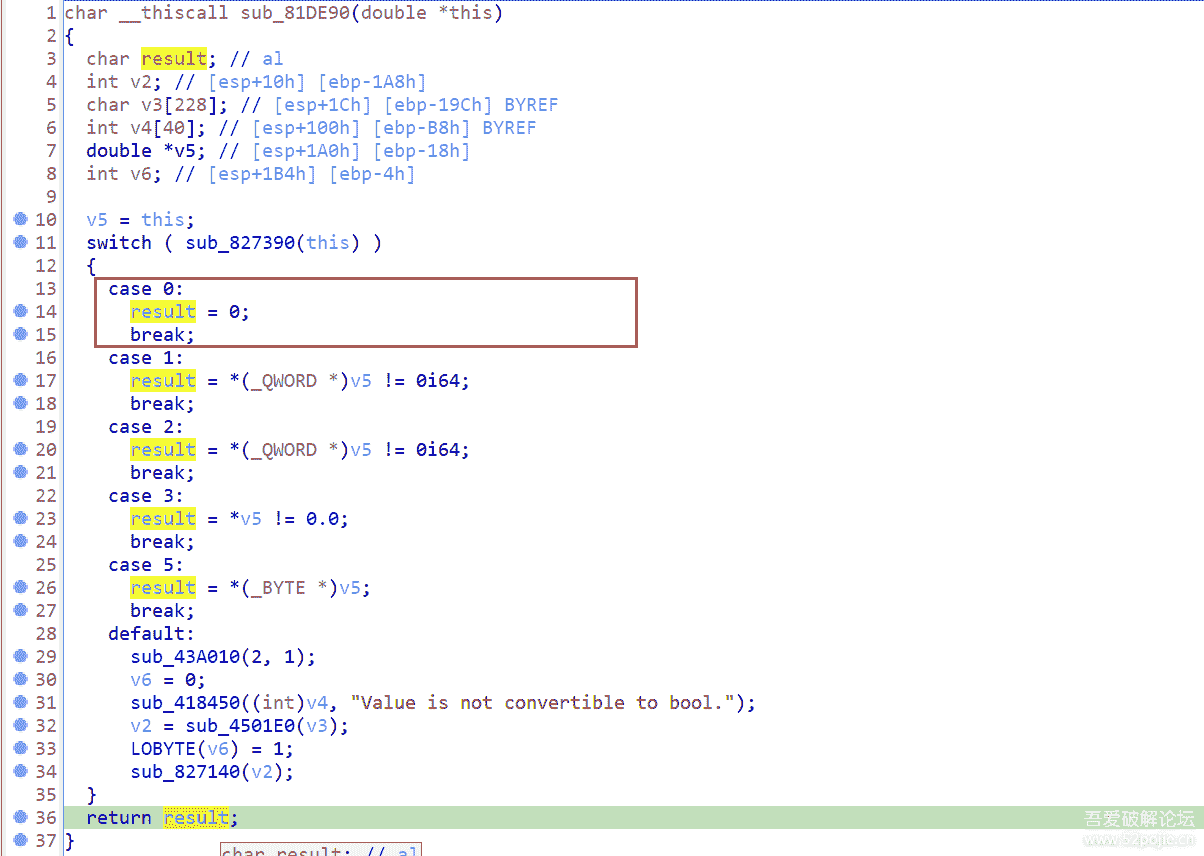 1 char __thiscall sub_81DE90(double *this)
2 {
3 char result; // al
4 int v2; // [esp+10h] [ebp-1A8h]
5 char v3[228]; // [esp+1Ch] [ebp-19Ch] BYREF
6 int v4[40]; // [esp+100h] [ebp-B8h] BYREF
7 double *v5; // [esp+1A0h] [ebp-18h]
8 int v6; // [esp+1B4h] [ebp-4h]
9
10 v5 = this;
11 switch ( sub_827390(this) )
12 {
13 case 0:
14 result = 0;
15 break;
16 case 1:
17 result = *(_QWORD *)v5 != 0i64;
18 break;
19 case 2:
20 result = *(_QWORD *)v5 != 0i64;
21 break;
22 case 3:
23 result = *v5 != 0.0;
24 break;
25 case 5:
26 result = *(_BYTE *)v5;
27 break;
28 default:
29 sub_43A010(2, 1);
30 v6 = 0;
31 sub_418450((int)v4, "Value is not convertible to bool.");
32 v2 = sub_4501E0(v3);
33 LOBYTE(v6) = 1;
34 sub_827140(v2);
35 }
36 return result;
吾爱破解论坛
37 }
www.52pojie.cn
char result; // al